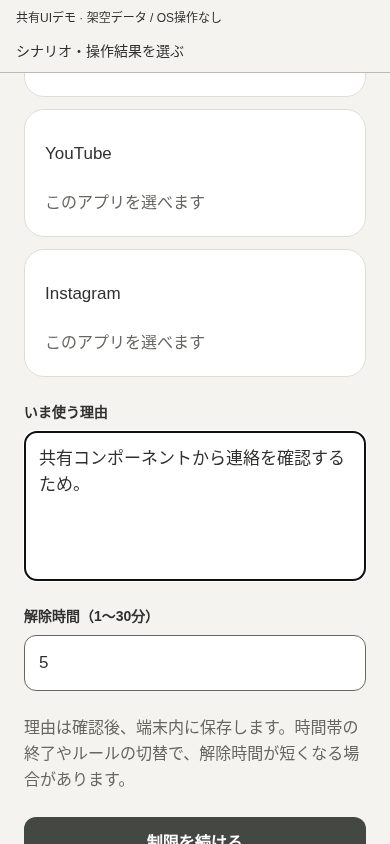 共有UIデモ · 架空データ / OS操作なし
シナリオ・操作結果を選ぶ
YouTube
このアプリを選べます
Instagram
このアプリを選べます
いま使う理由
共有コンポーネントから連絡を確認する
ため。
解除時間（1〜30分）
5
理由は確認後、端末内に保存します。時間帯の
終了やルールの切替で、解除時間が短くなる場
合があります。
制限を続ける